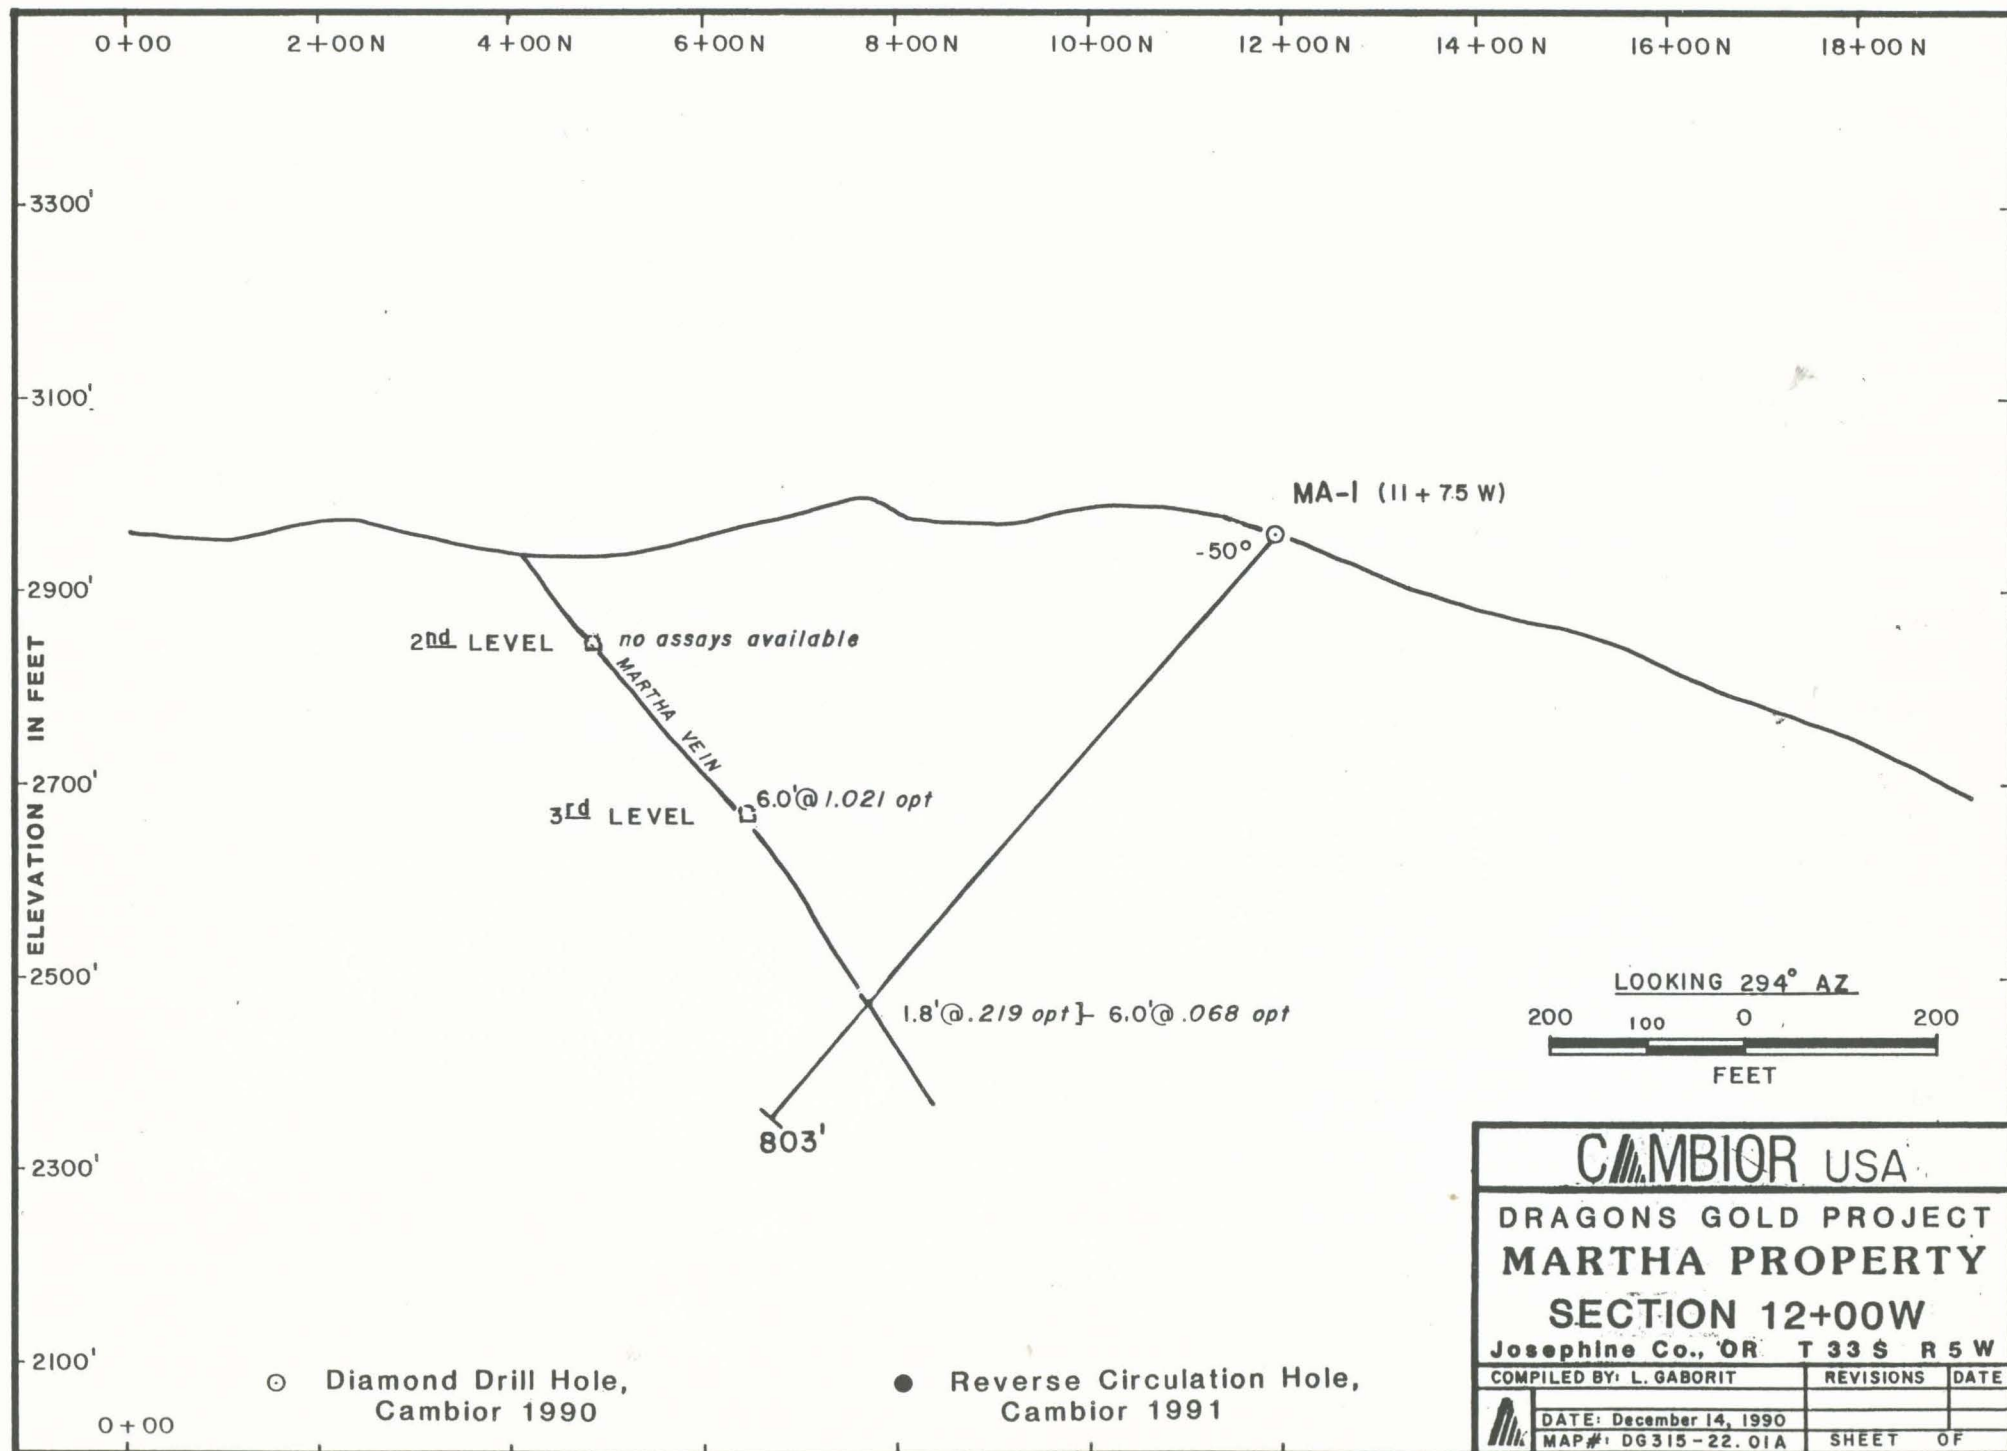 0+00 2+00N 4+00N 6+00N 8+00N 10+00N 12+00N 14+00N 16+00N 18+00N
3300'
3100'
MA-1 (11+75W)
-50°
2900'
2nd LEVEL no assays available
MARTHA VEIN
ELEVATION IN FEET
2700'
6.0'@1.021 opt
3rd LEVEL
2500'
LOOKING 294° AZ
1.8'@.219 opt]- 6.0'@.068 opt
200 100 0 200
FEET
803'
2300'
CAMBIOR USA
DRAGONS GOLD PROJECT
MARTHA PROPERTY
SECTION 12+00W
Josephine Co., OR T 33 S R 5 W
2100'
COMPILED BY: L. GABORIT REVISIONS DATE
DATE: December 14, 1990
MAP#: DG315-22.01A SHEET OF
Diamond Drill Hole,
Cambior 1990
Reverse Circulation Hole,
Cambior 1991
0+00